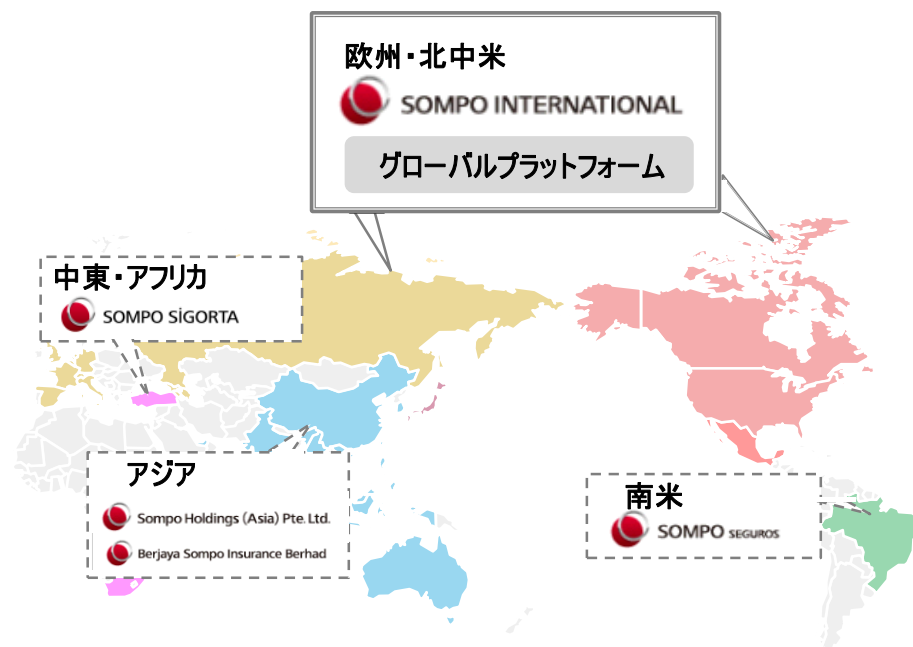 欧州・北中米
SOMPO INTERNATIONAL
グローバルプラットフォーム
中東・アフリカ
SOMPO SİGORTA
アジア
Sompo Holdings (Asia) Pte. Ltd.
Berjaya Sompo Insurance Berhad
南米
SOMPO SEGUROS